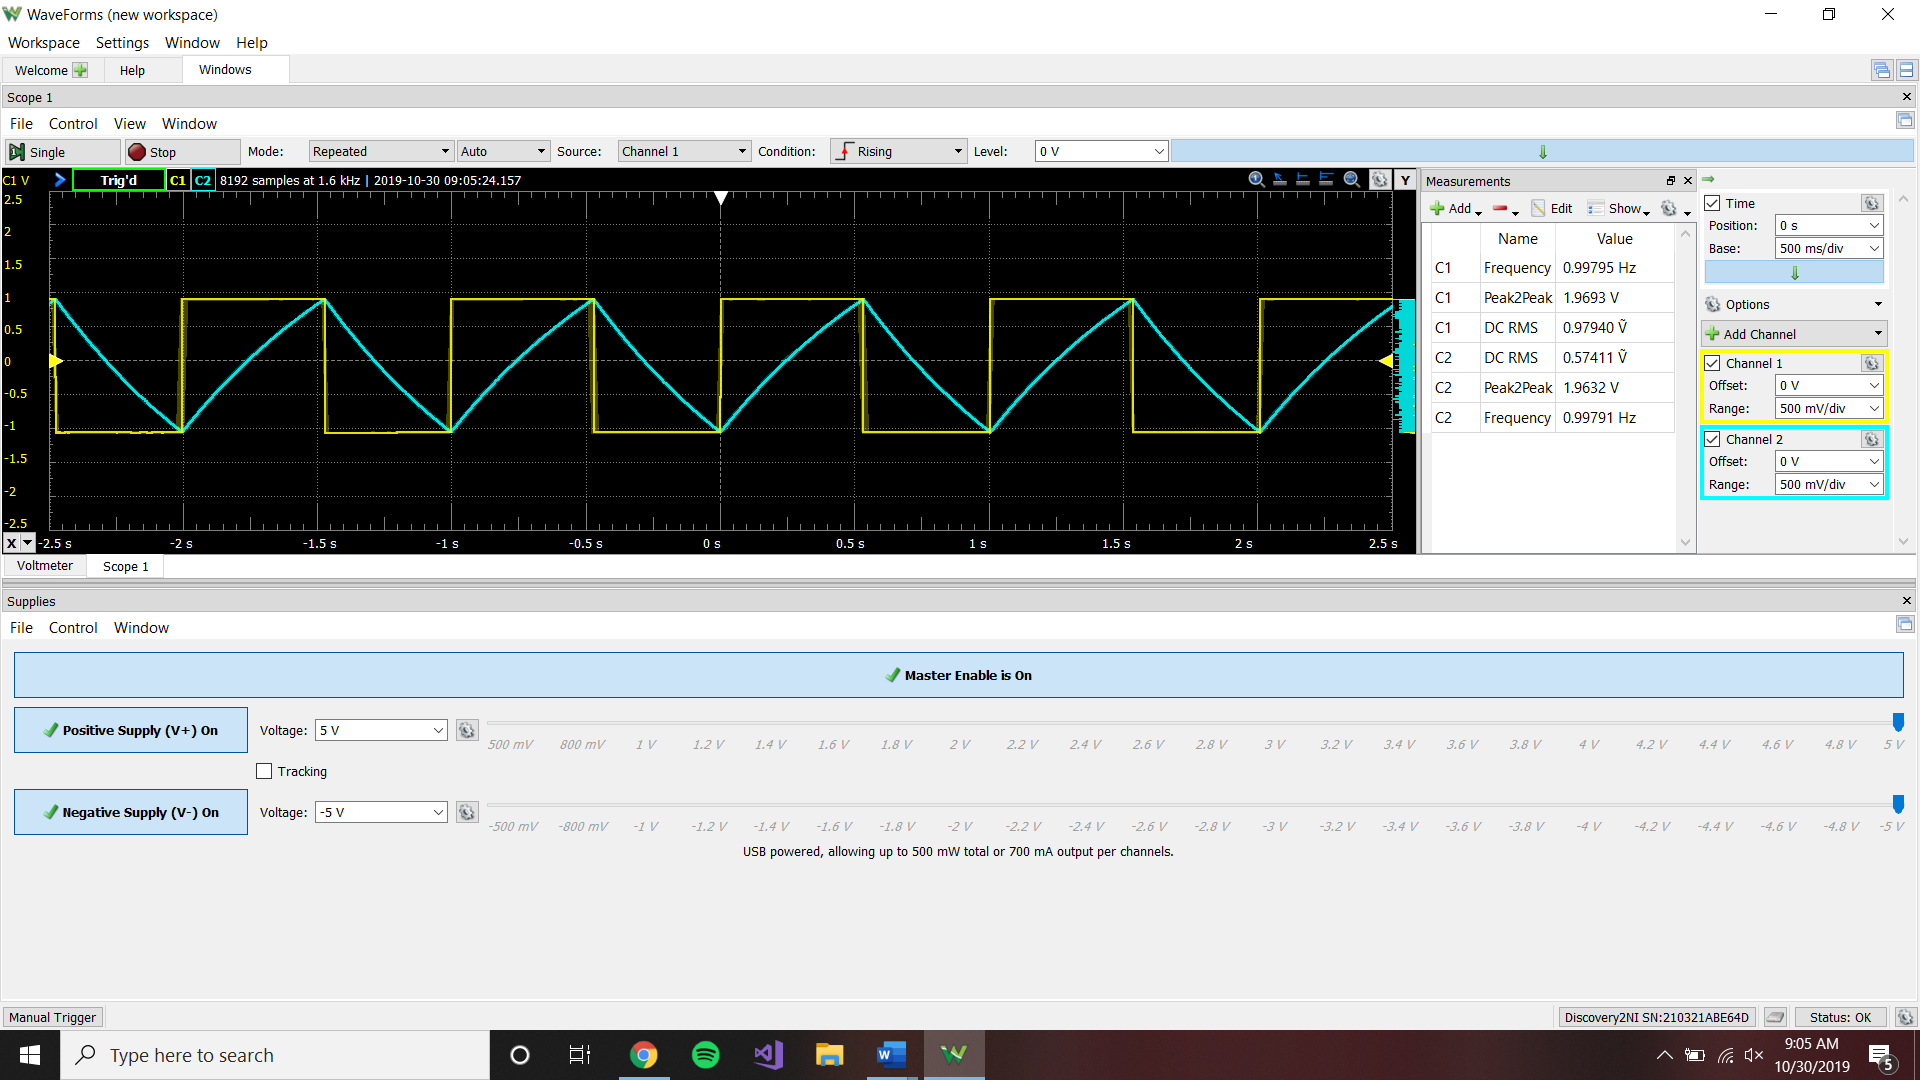 WaveForms (new workspace)
Workspace Settings Window Help
Welcome Help Windows
Scope 1
File Control View Window
Single Stop Mode: Repeated Auto Source: Channel 1 Condition: Rising Level: 0 V
C1 V Trig'd C1 C2 8192 samples at 1.6 kHz | 2019-10-30 09:05:24.157 Y
2.5
2
1.5
1
0.5
0
-0.5
-1
-1.5
-2
-2.5
X -2.5 s -2 s -1.5 s -1 s -0.5 s 0 s 0.5 s 1 s 1.5 s 2 s 2.5 s
Measurements
Add Edit Show
Name Value
C1 Frequency 0.99795 Hz
C1 Peak2Peak 1.9693 V
C1 DC RMS 0.97940 Ṽ
C2 DC RMS 0.57411 Ṽ
C2 Peak2Peak 1.9632 V
C2 Frequency 0.99791 Hz
Time
Position: 0 s
Base: 500 ms/div
Options
Add Channel
Channel 1
Offset: 0 V
Range: 500 mV/div
Channel 2
Offset: 0 V
Range: 500 mV/div
Voltmeter Scope 1
Supplies
File Control Window
Master Enable is On
Positive Supply (V+) On Voltage: 5 V
500 mV 800 mV 1 V 1.2 V 1.4 V 1.6 V 1.8 V 2 V 2.2 V 2.4 V 2.6 V 2.8 V 3 V 3.2 V 3.4 V 3.6 V 3.8 V 4 V 4.2 V 4.4 V 4.6 V 4.8 V 5 V
Tracking
Negative Supply (V-) On Voltage: -5 V
-500 mV -800 mV -1 V -1.2 V -1.4 V -1.6 V -1.8 V -2 V -2.2 V -2.4 V -2.6 V -2.8 V -3 V -3.2 V -3.4 V -3.6 V -3.8 V -4 V -4.2 V -4.4 V -4.6 V -4.8 V -5 V
USB powered, allowing up to 500 mW total or 700 mA output per channels.
Manual Trigger Discovery2NI SN:210321ABE64D Status: OK
Type here to search
9:05 AM
10/30/2019
5